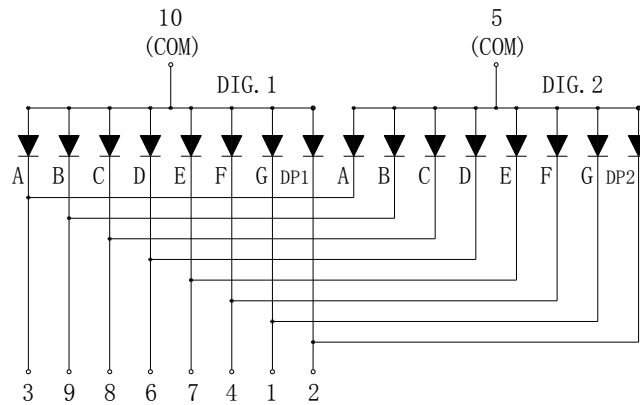 10 5
(COM) (COM)
DIG.1 DIG.2
A B C D E F G DP1 A B C D E F G DP2
3 9 8 6 7 4 1 2